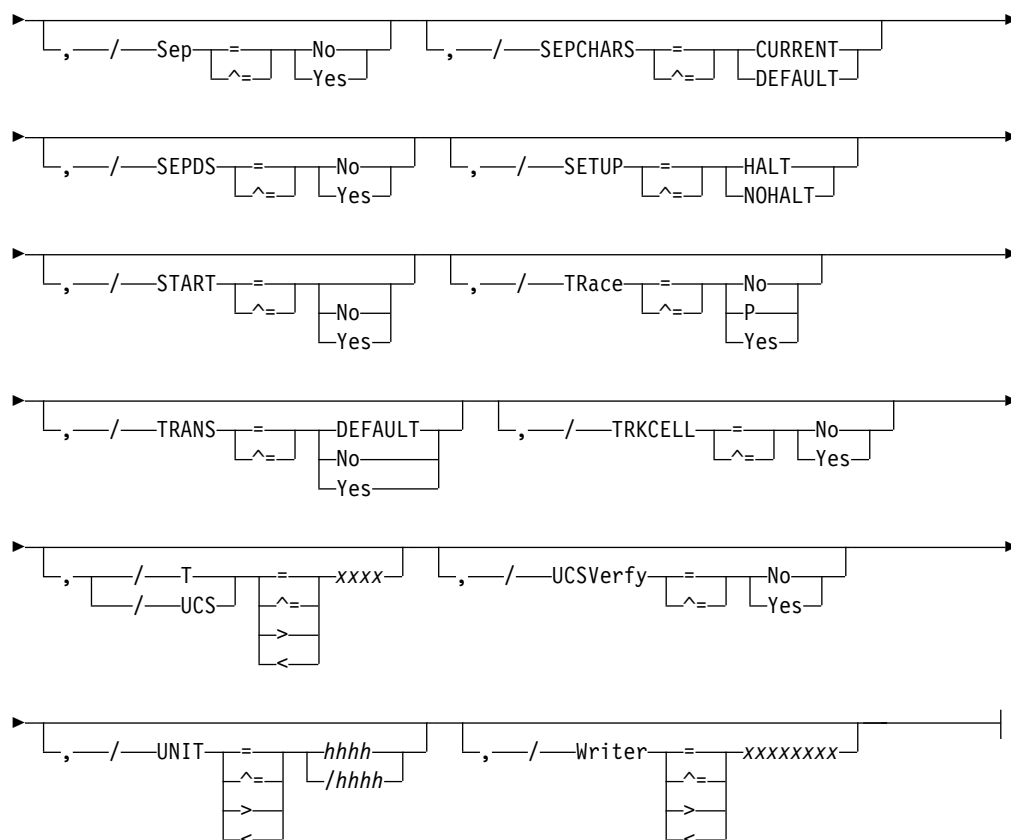 , / Sep = No , / SEPCHARS = CURRENT
^= Yes ^= DEFAULT
, / SEPDS = No , / SETUP = HALT
^= Yes ^= NOHALT
, / START = , / TRace = No
^= No ^= P
Yes Yes
, / TRANS = DEFAULT , / TRKCELL = No
^= No ^= Yes
Yes
, / T = xxxx , / UCSVerfy = No
/ UCS ^= ^= Yes
>
<
, / UNIT = hhhh , / Writer = xxxxxxxx
^= /hhhh ^=
> >
< <